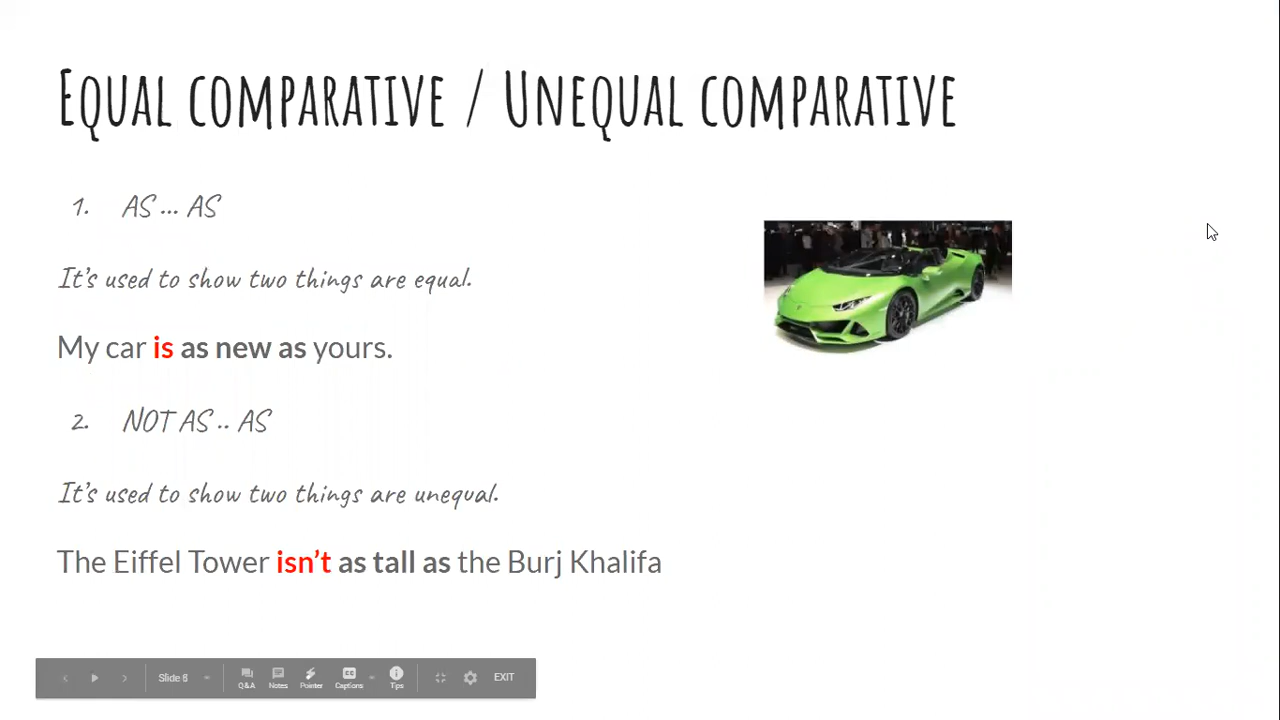 Equal comparative / Unequal comparative
1. AS ... AS
It's used to show two things are equal.
My car is as new as yours.
2. NOT AS .. AS
It's used to show two things are unequal.
The Eiffel Tower isn't as tall as the Burj Khalifa
Slide 8 Q&A Notes Pointer Captions Tips EXIT